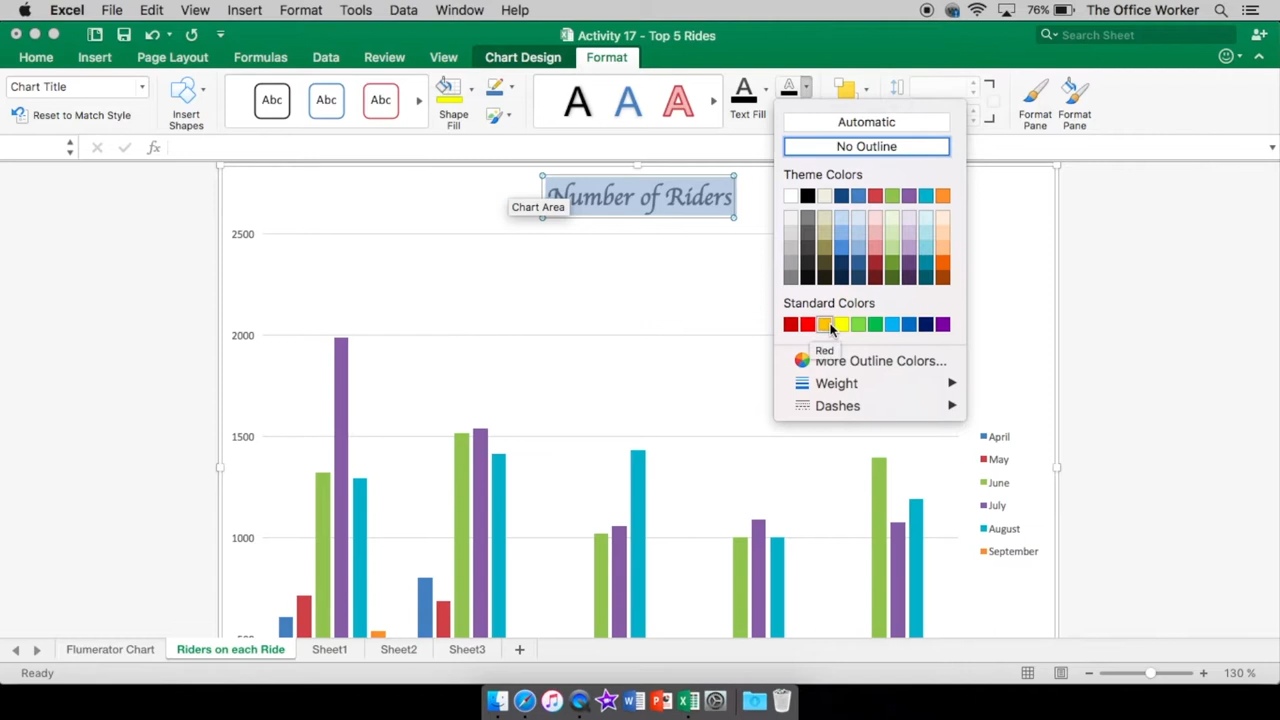 Excel File Edit View Insert Format Tools Data Window Help 76% The Office Worker
Activity 17 - Top 5 Rides
Search Sheet
Home Insert Page Layout Formulas Data Review View Chart Design Format
Chart Title
Reset to Match Style
Insert
Shapes
Abc Abc Abc
Shape
Fill
A A A
A
Text Fill
A
Format
Pane
Format
Pane
fx
Automatic
No Outline
Theme Colors
Standard Colors
Red
More Outline Colors...
Weight
Dashes
Number of Riders
Chart Area
2500
2000
1500
1000
April
May
June
July
August
September
Flumerator Chart Riders on each Ride Sheet1 Sheet2 Sheet3 +
Ready
130 %